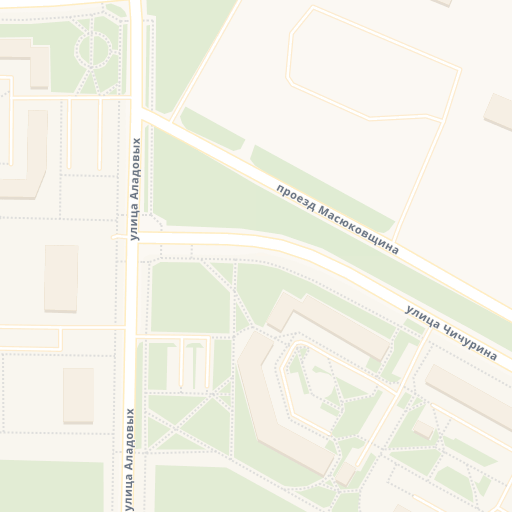 улица Аладовых
проезд Масюковщина
улица Чичурина
улица Аладовых